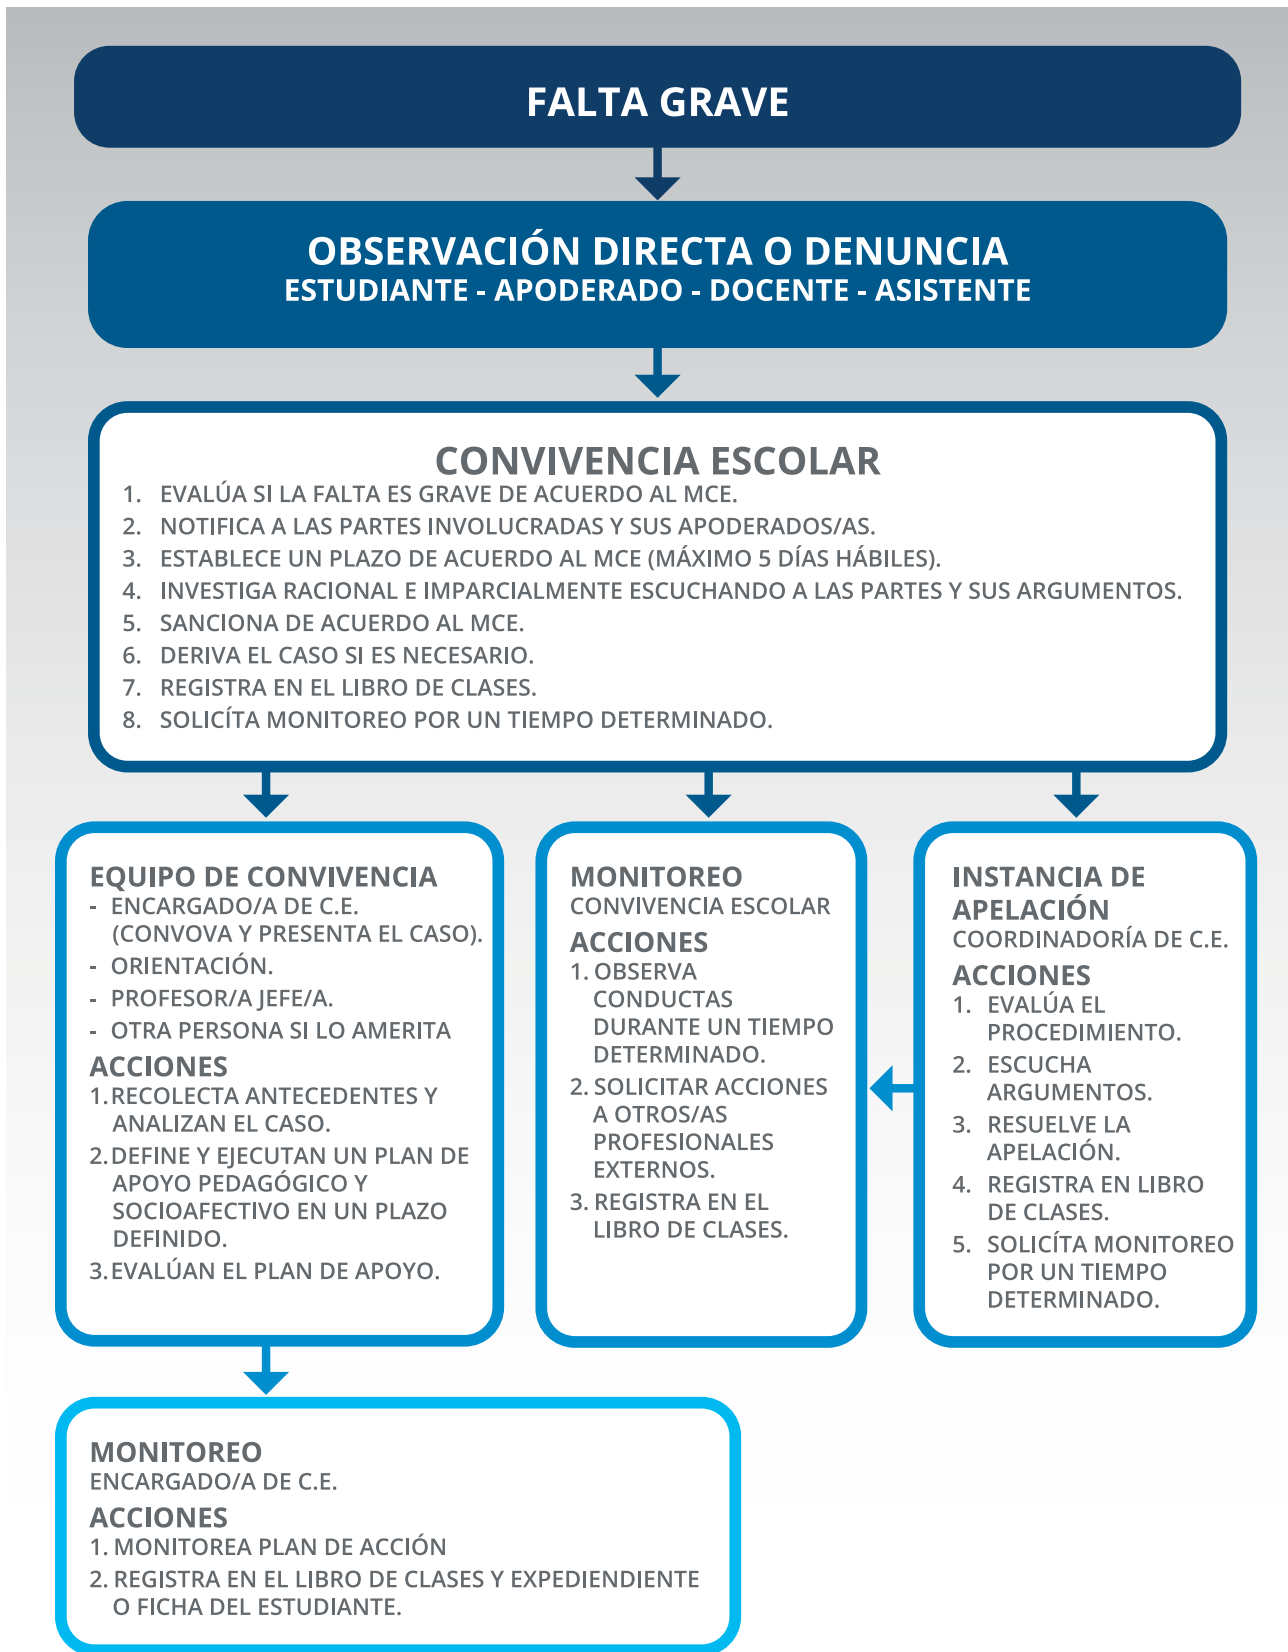 FALTA GRAVE
OBSERVACIÓN DIRECTA O DENUNCIA
ESTUDIANTE - APODERADO - DOCENTE - ASISTENTE
CONVIVENCIA ESCOLAR
1. EVALÚA SI LA FALTA ES GRAVE DE ACUERDO AL MCE.
2. NOTIFICA A LAS PARTES INVOLUCRADAS Y SUS APODERADOS/AS.
3. ESTABLECE UN PLAZO DE ACUERDO AL MCE (MÁXIMO 5 DÍAS HÁBILES).
4. INVESTIGA RACIONAL E IMPARCIALMENTE ESCUCHANDO A LAS PARTES Y SUS ARGUMENTOS.
5. SANCIONA DE ACUERDO AL MCE.
6. DERIVA EL CASO SI ES NECESARIO.
7. REGISTRA EN EL LIBRO DE CLASES.
8. SOLICÍTA MONITOREO POR UN TIEMPO DETERMINADO.
EQUIPO DE CONVIVENCIA
- ENCARGADO/A DE C.E.
(CONVOVA Y PRESENTA EL CASO).
- ORIENTACIÓN.
- PROFESOR/A JEFE/A.
- OTRA PERSONA SI LO AMERITA
ACCIONES
1. RECOLECTA ANTECEDENTES Y
ANALIZAN EL CASO.
2. DEFINE Y EJECUTAN UN PLAN DE
APOYO PEDAGÓGICO Y
SOCIOAFECTIVO EN UN PLAZO
DEFINIDO.
3. EVALÚAN EL PLAN DE APOYO.
MONITOREO
CONVIVENCIA ESCOLAR
ACCIONES
1. OBSERVA
CONDUCTAS
DURANTE UN TIEMPO
DETERMINADO.
2. SOLICITAR ACCIONES
A OTROS/AS
PROFESIONALES
EXTERNOS.
3. REGISTRA EN EL
LIBRO DE CLASES.
INSTANCIA DE
APELACIÓN
COORDINADORÍA DE C.E.
ACCIONES
1. EVALÚA EL
PROCEDIMIENTO.
2. ESCUCHA
ARGUMENTOS.
3. RESUELVE LA
APELACIÓN.
4. REGISTRA EN LIBRO
DE CLASES.
5. SOLICÍTA MONITOREO
POR UN TIEMPO
DETERMINADO.
MONITOREO
ENCARGADO/A DE C.E.
ACCIONES
1. MONITOREA PLAN DE ACCIÓN
2. REGISTRA EN EL LIBRO DE CLASES Y EXPEDIENDIENTE
O FICHA DEL ESTUDIANTE.